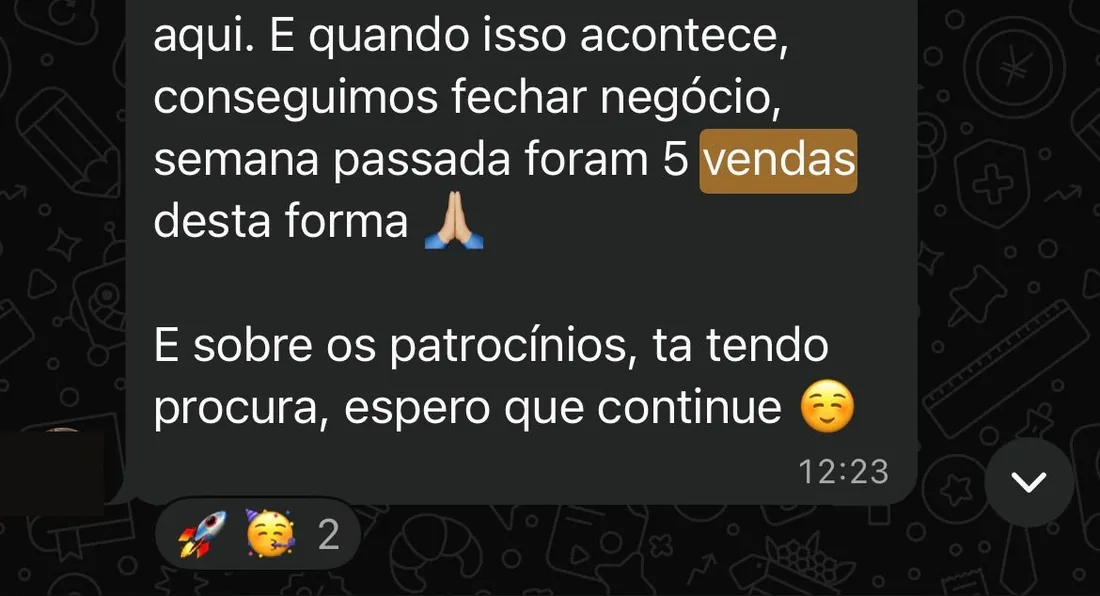 aqui. E quando isso acontece,
conseguimos fechar negócio,
semana passada foram 5 vendas
desta forma 🙏🏼
E sobre os patrocínios, ta tendo
procura, espero que continue ☺️
12:23
🚀 🥳 2